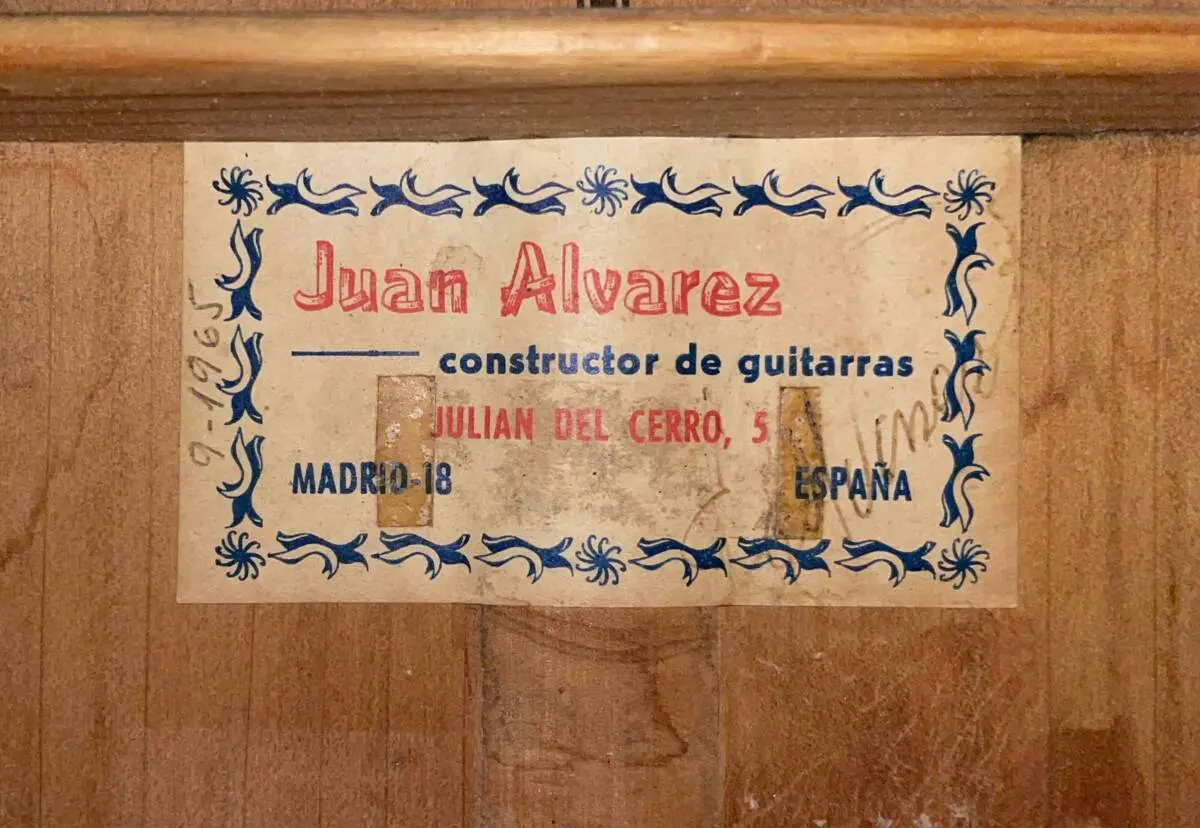 Juan Alvarez
constructor de guitarras
JULIAN DEL CERRO, 5
MADRID-18 ESPAÑA
9-1965